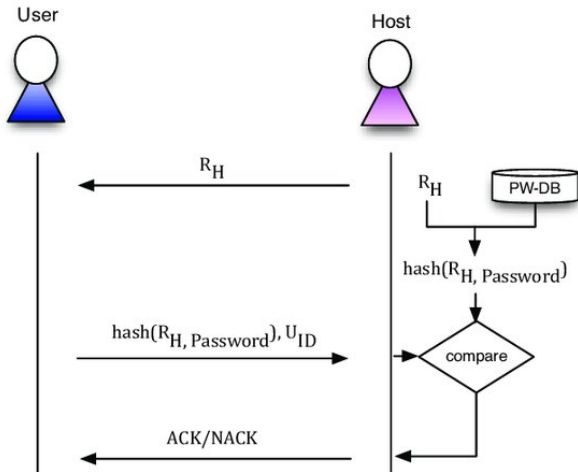 User
Host
R_H
R_H
PW-DB
hash(R_H, Password)
hash(R_H, Password), U_ID
compare
ACK/NACK